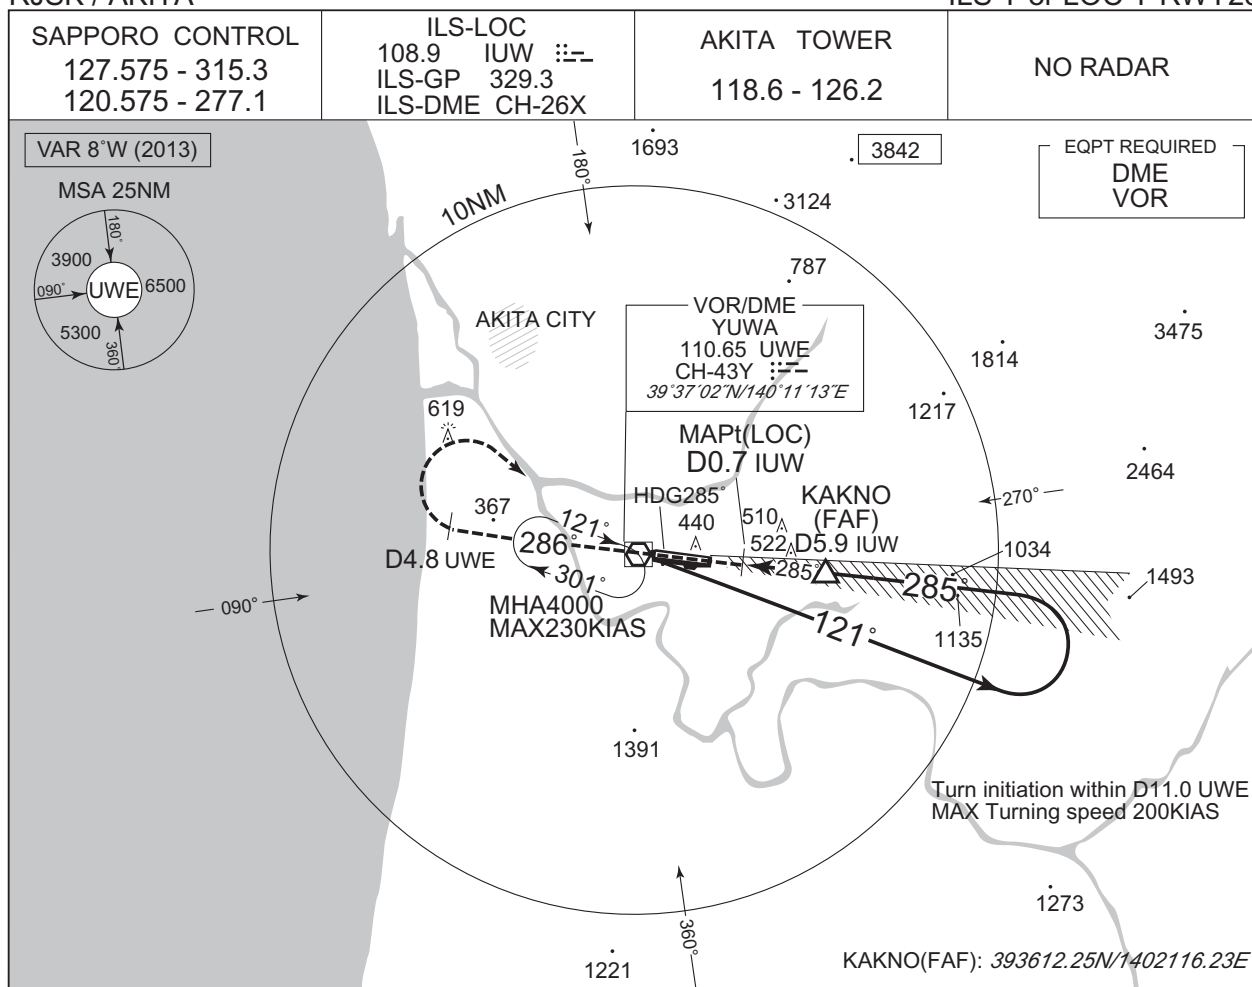 SAPPORO CONTROL
127.575 - 315.3
120.575 - 277.1
ILS-LOC
108.9 IUW
ILS-GP 329.3
ILS-DME CH-26X
AKITA TOWER
118.6 - 126.2
NO RADAR
VAR 8°W (2013)
MSA 25NM
180°
3900
6500
090°
UWE
5300
360°
10NM
180°
1693
3842
3124
787
EQPT REQUIRED
DME
VOR
AKITA CITY
VOR/DME
YUWA
110.65 UWE
CH-43Y
39°37´02˝N/140°11´13˝E
3475
1814
1217
2464
619
367
MAPt(LOC)
D0.7 IUW
HDG285°
440
510
522
KAKNO
(FAF)
D5.9 IUW
270°
1034
1493
121°
286°
301°
D4.8 UWE
285°
285°
121°
1135
090°
MHA4000
MAX230KIAS
1391
Turn initiation within D11.0 UWE
MAX Turning speed 200KIAS
1273
360°
1221
KAKNO(FAF): 393612.25N/1402116.23E